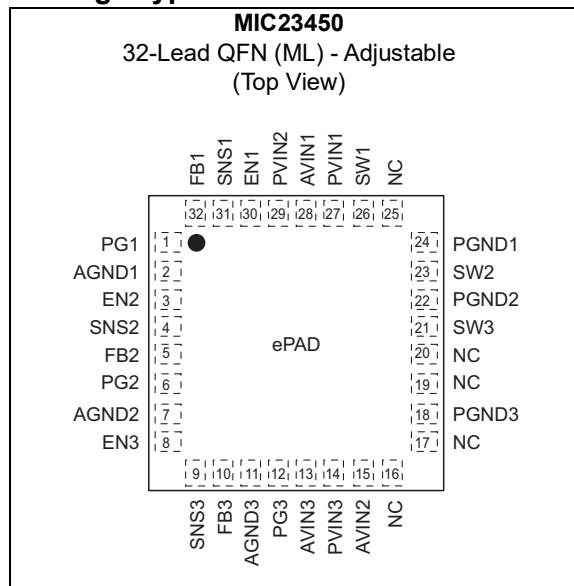 MIC23450
32-Lead QFN (ML) - Adjustable
(Top View)
FB1 SNS1 EN1 PVIN2 AVIN1 PVIN1 SW1 NC
32 31 30 29 28 27 26 25
PG1 1 24 PGND1
AGND1 2 23 SW2
EN2 3 22 PGND2
SNS2 4 21 SW3
FB2 5 ePAD 20 NC
PG2 6 19 NC
AGND2 7 18 PGND3
EN3 8 17 NC
9 10 11 12 13 14 15 16
SNS3 FB3 AGND3 PG3 AVIN3 PVIN3 AVIN2 NC